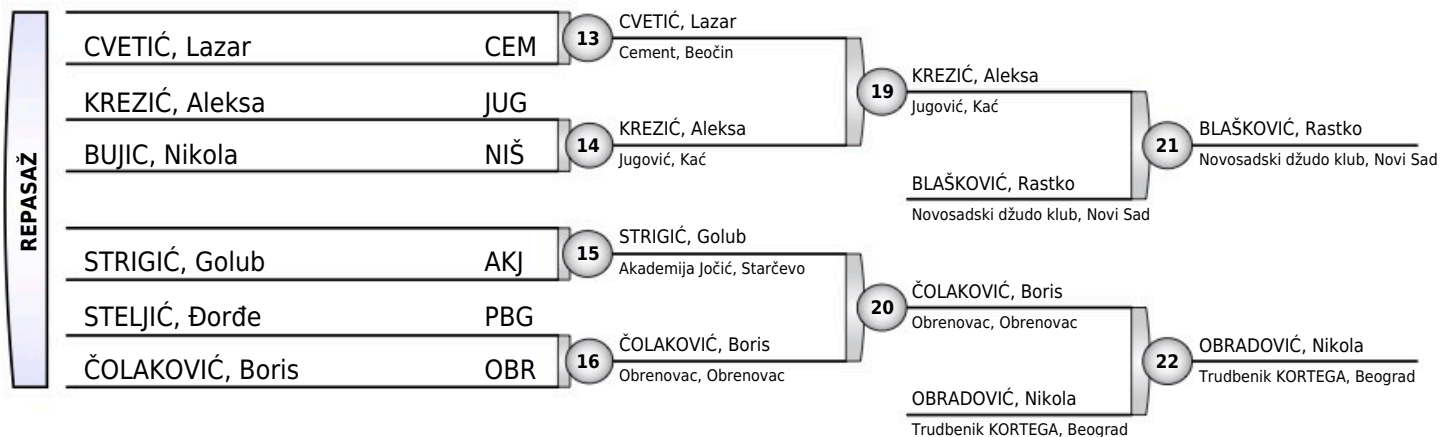 REPASAŽ
CVETIĆ, Lazar CEM
KREZIĆ, Aleksa JUG
BUJIC, Nikola NIŠ
STRIGIĆ, Golub AKJ
STELJIĆ, Đorđe PBG
ČOLAKOVIĆ, Boris OBR
13
CVETIĆ, Lazar
Cement, Beočin
14
KREZIĆ, Aleksa
Jugović, Kać
15
STRIGIĆ, Golub
Akademija Jočić, Starčevo
16
ČOLAKOVIĆ, Boris
Obrenovac, Obrenovac
19
KREZIĆ, Aleksa
Jugović, Kać
BLAŠKOVIĆ, Rastko
Novosadski džudo klub, Novi Sad
20
ČOLAKOVIĆ, Boris
Obrenovac, Obrenovac
OBRADOVIĆ, Nikola
Trudbenik KORTEGA, Beograd
21
BLAŠKOVIĆ, Rastko
Novosadski džudo klub, Novi Sad
22
OBRADOVIĆ, Nikola
Trudbenik KORTEGA, Beograd